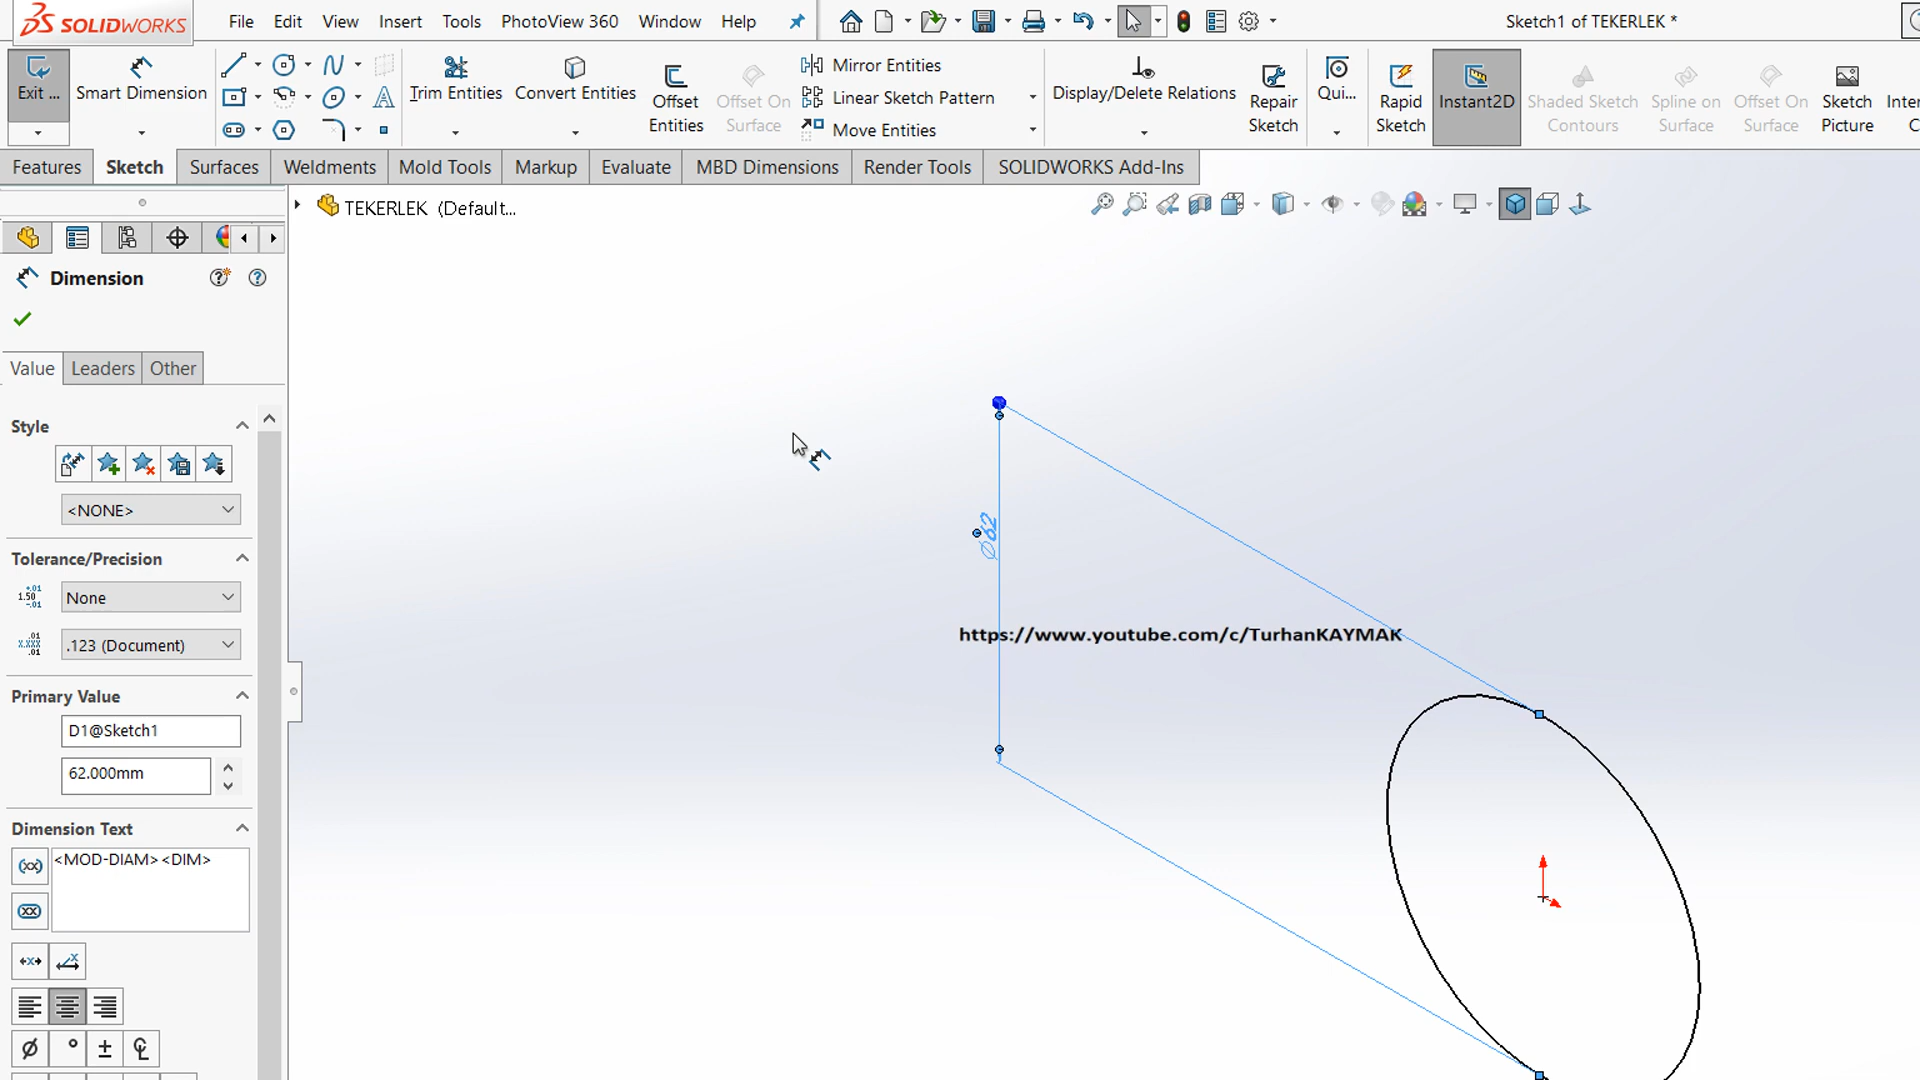 SOLIDWORKS File Edit View Insert Tools PhotoView 360 Window Help Sketch1 of TEKERLEK *
Exit ... Smart Dimension Trim Entities Convert Entities Offset Entities Offset On Surface Mirror Entities Linear Sketch Pattern Move Entities Display/Delete Relations Repair Sketch Qui... Rapid Sketch Instant2D Shaded Sketch Contours Spline on Surface Offset On Surface Sketch Picture
Features Sketch Surfaces Weldments Mold Tools Markup Evaluate MBD Dimensions Render Tools SOLIDWORKS Add-Ins
TEKERLEK (Default...
Dimension
Value Leaders Other
Style
<NONE>
Tolerance/Precision
None
.123 (Document)
Primary Value
D1@Sketch1
62.000mm
Dimension Text
<MOD-DIAM><DIM>
Ø62
https://www.youtube.com/c/TurhanKAYMAK